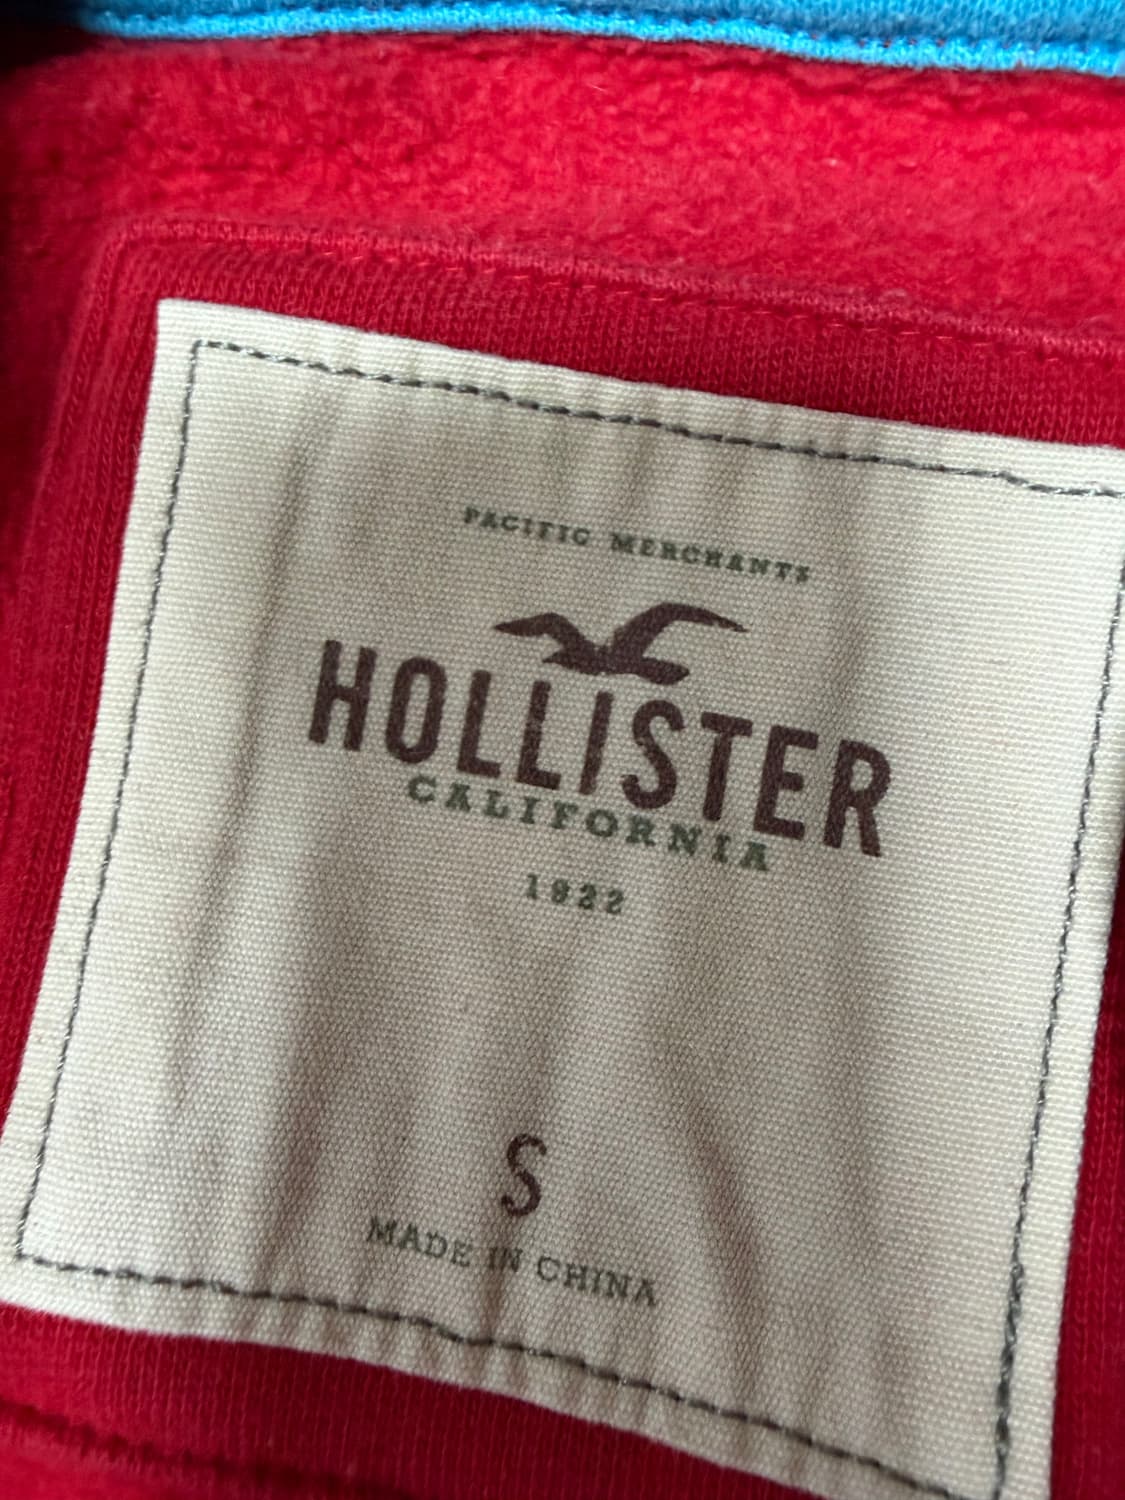 PACIFIC MERCHANTS
HOLLISTER
CALIFORNIA
1922
S
MADE IN CHINA